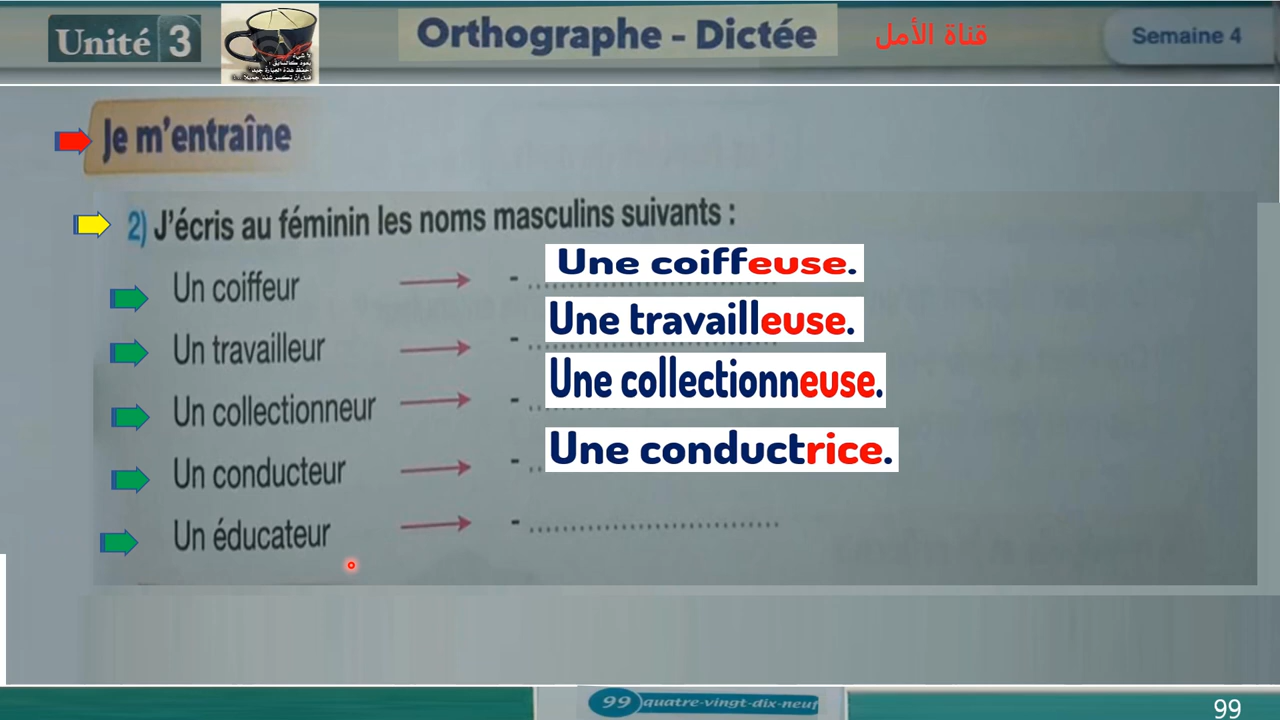 Unité 3
Orthographe - Dictée
قناة الأمل
Semaine 4
Je m'entraîne
2) J'écris au féminin les noms masculins suivants :
Un coiffeur - Une coiffeuse.
Un travailleur - Une travailleuse.
Un collectionneur - Une collectionneuse.
Un conducteur - Une conductrice.
Un éducateur - ........................................
99 quatre-vingt-dix-neuf
99